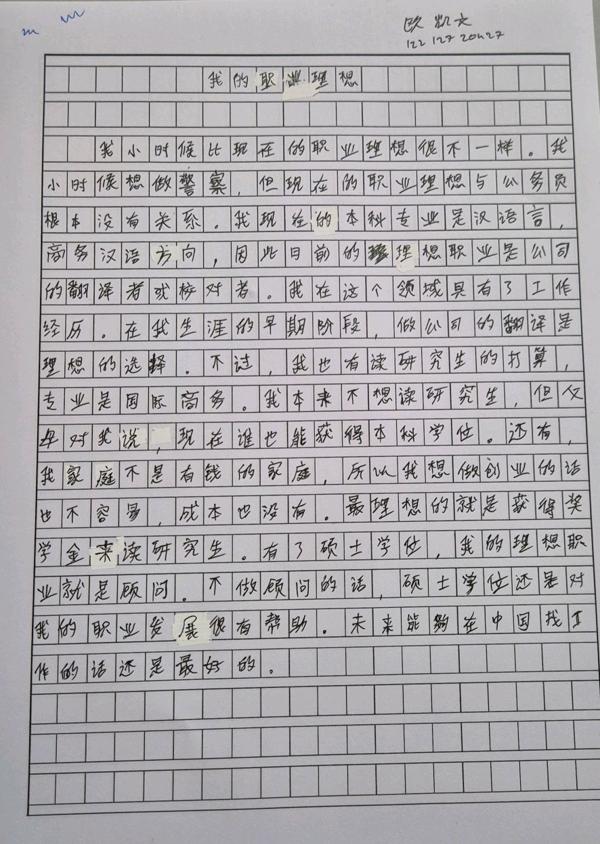 欧凯文
122 127 20427
我的职业理想
我小时候比现在的职业理想很不一样。我
小时候想做警察，但现在的职业理想与公务员
根本没有关系。我现在的本科专业是汉语言，
商务汉语方向，因此目前的理想职业是公司
的翻译者或校对者。我在这个领域具有了工作
经历。在我生涯的早期阶段，做公司的翻译是
理想的选择。不过，我也有读研究生的打算，
专业是国际商务。我本来不想读研究生，但父
母对我说，现在谁也能获得本科学位。还有，
我家庭不是有钱的家庭，所以我想做创业的话
也不容易，成本也没有。最理想的就是获得奖
学金来读研究生。有了硕士学位，我的理想职
业就是顾问。不做顾问的话，硕士学位还是对
我的职业发展很有帮助。未来能够在中国找工
作的话还是最好的。